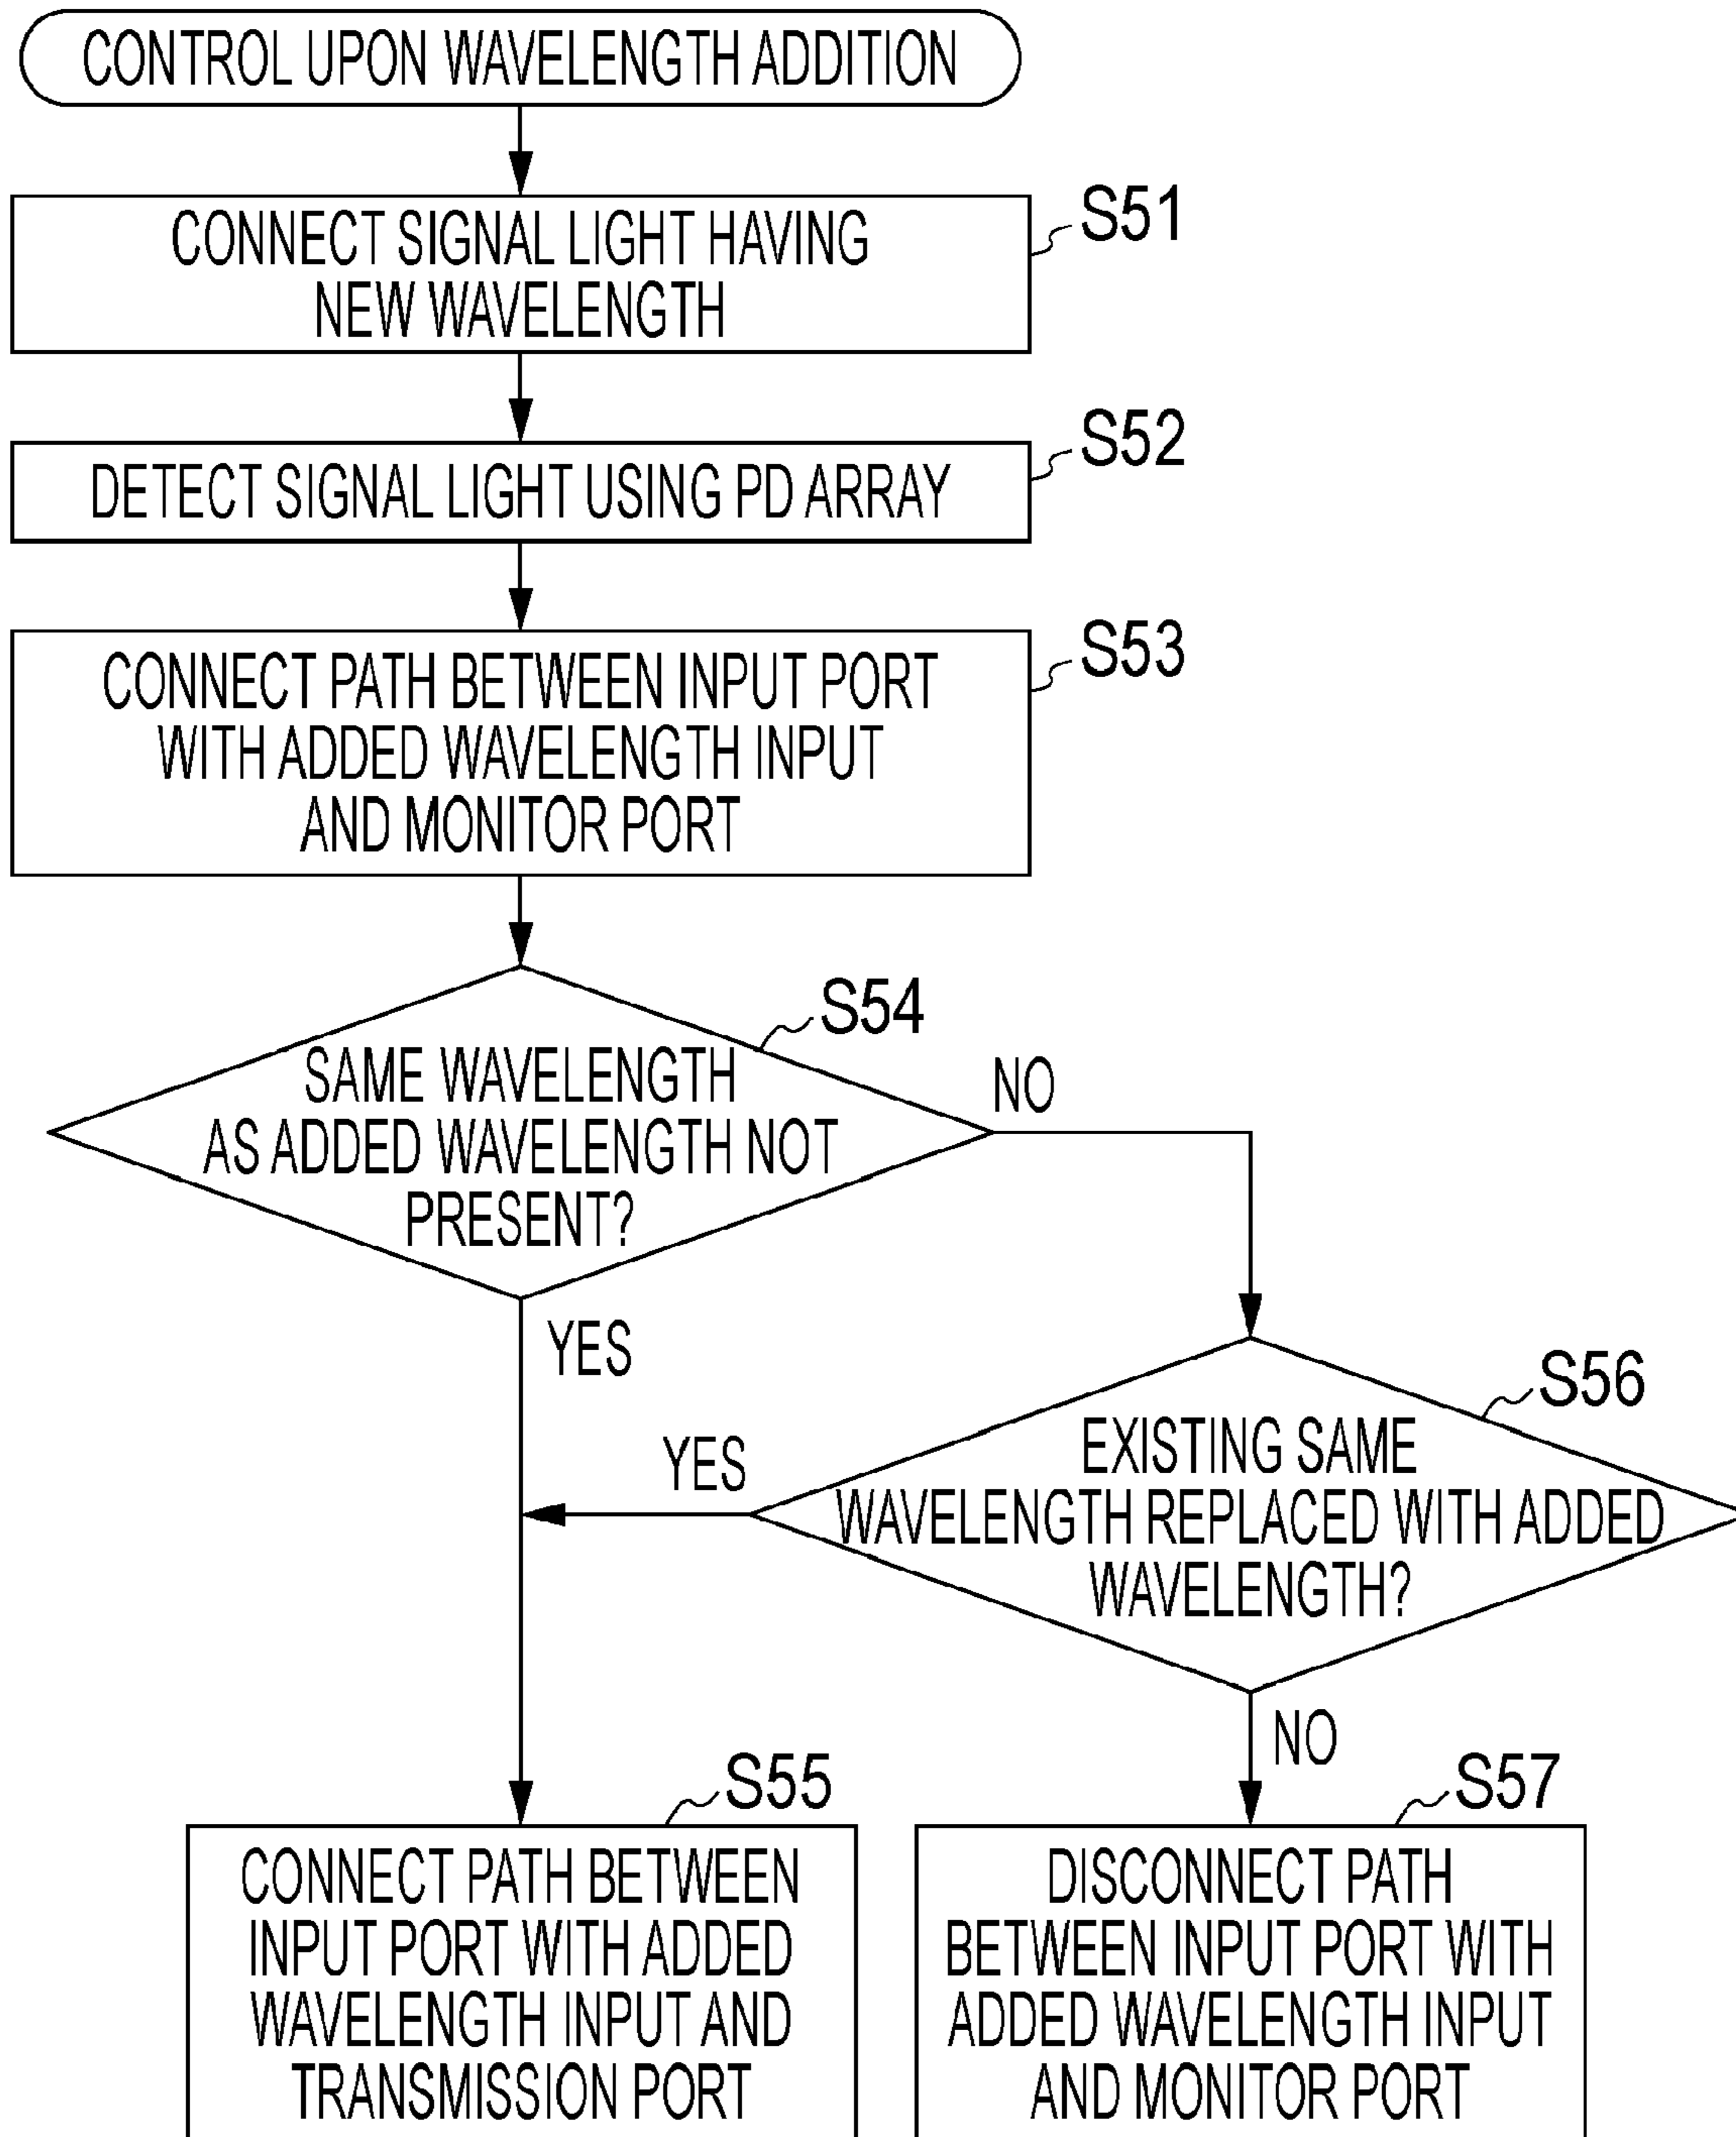 CONTROL UPON WAVELENGTH ADDITION
S51
CONNECT SIGNAL LIGHT HAVING
NEW WAVELENGTH
S52
DETECT SIGNAL LIGHT USING PD ARRAY
S53
CONNECT PATH BETWEEN INPUT PORT
WITH ADDED WAVELENGTH INPUT
AND MONITOR PORT
S54
SAME WAVELENGTH
AS ADDED WAVELENGTH NOT
PRESENT?
NO
YES
S56
EXISTING SAME
WAVELENGTH REPLACED WITH ADDED
WAVELENGTH?
YES
NO
S55
CONNECT PATH BETWEEN
INPUT PORT WITH ADDED
WAVELENGTH INPUT AND
TRANSMISSION PORT
S57
DISCONNECT PATH
BETWEEN INPUT PORT WITH
ADDED WAVELENGTH INPUT
AND MONITOR PORT